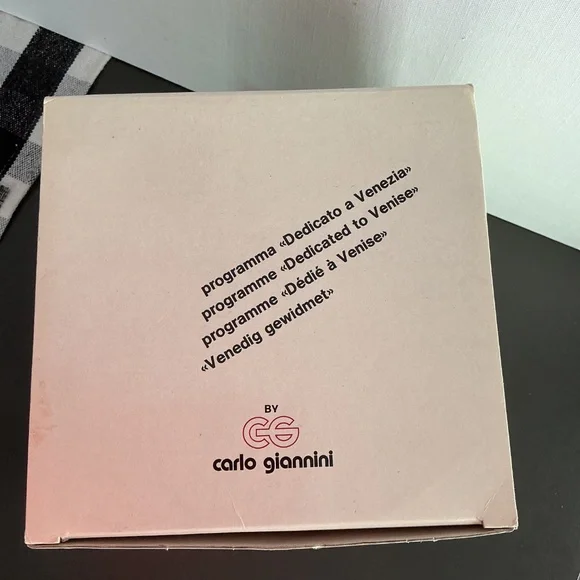 programma «Dedicato a Venezia»
programme «Dedicated to Venise»
programme «Dédié à Venise»
«Venedig gewidmet»
BY
CG
carlo giannini